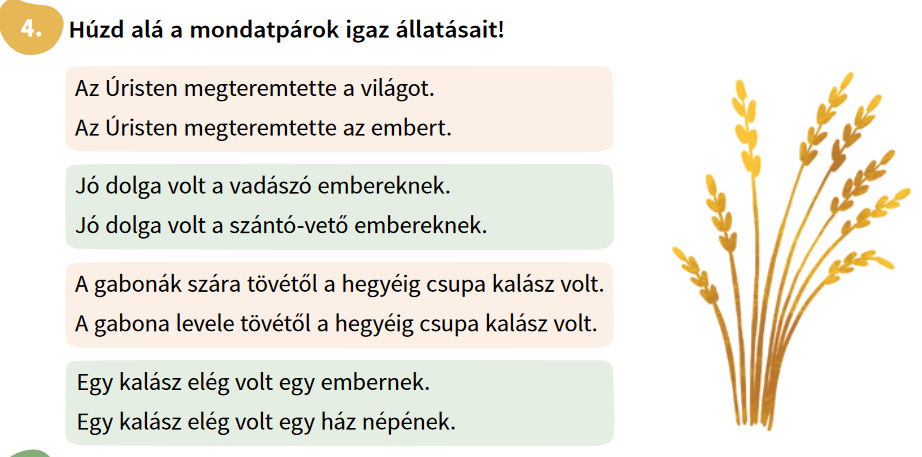 4. Húzd alá a mondatpárok igaz állatásait!
Az Úristen megteremtette a világot.
Az Úristen megteremtette az embert.
Jó dolga volt a vadászó embereknek.
Jó dolga volt a szántó-vető embereknek.
A gabonák szára tövétől a hegyéig csupa kalász volt.
A gabona levele tövétől a hegyéig csupa kalász volt.
Egy kalász elég volt egy embernek.
Egy kalász elég volt egy ház népének.